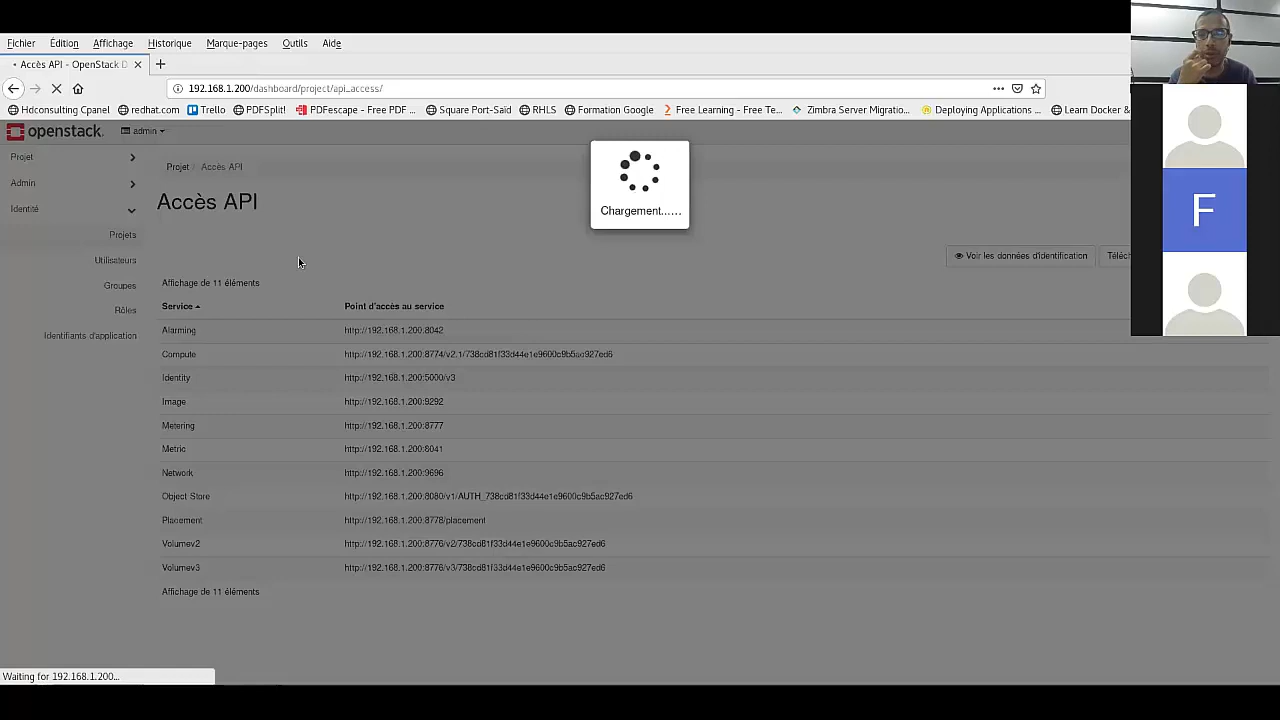 Fichier Édition Affichage Historique Marque-pages Outils Aide
Accès API - OpenStack D
192.168.1.200/dashboard/project/api_access/
Hdconsulting Cpanel redhat.com Trello PDFSplit! PDFescape - Free PDF ... Square Port-Saïd RHLS Formation Google Free Learning - Free Te... Zimbra Server Migratio... Deploying Applications ... Learn Docker &
openstack. admin
Projet
Admin
Identité
Projets
Utilisateurs
Groupes
Rôles
Identifiants d'application
Projet / Accès API
Accès API
Chargement......
Voir les données d'identification
Téléch
Affichage de 11 éléments
Service Point d'accès au service
Alarming http://192.168.1.200:8042
Compute http://192.168.1.200:8774/v2.1/738cd81f33d44e1e9600c9b5ac927ed6
Identity http://192.168.1.200:5000/v3
Image http://192.168.1.200:9292
Metering http://192.168.1.200:8777
Metric http://192.168.1.200:8041
Network http://192.168.1.200:9696
Object Store http://192.168.1.200:8080/v1/AUTH_738cd81f33d44e1e9600c9b5ac927ed6
Placement http://192.168.1.200:8778/placement
Volumev2 http://192.168.1.200:8776/v2/738cd81f33d44e1e9600c9b5ac927ed6
Volumev3 http://192.168.1.200:8776/v3/738cd81f33d44e1e9600c9b5ac927ed6
Affichage de 11 éléments
Waiting for 192.168.1.200...
F